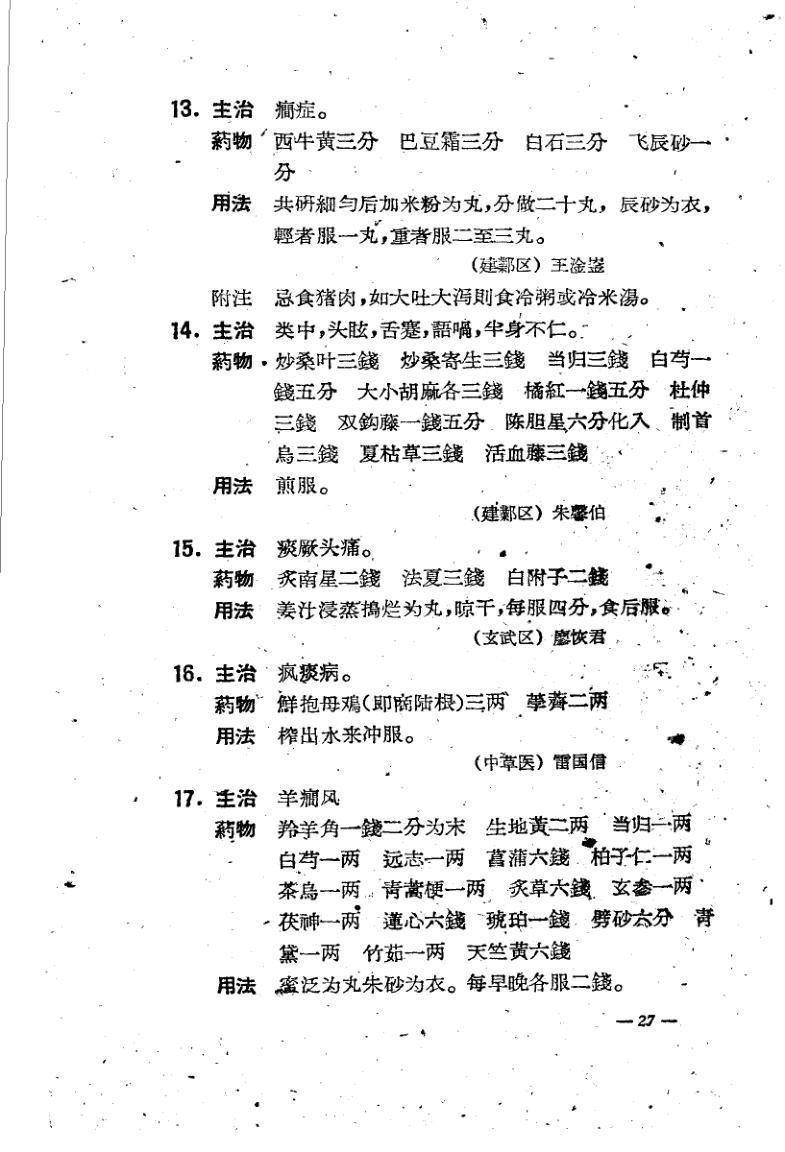 13. 主治 癎症。
葯物 西牛黄三分 巴豆霜三分 白石三分 飞辰砂一
分
用法 共研細勻后加米粉为丸,分做二十丸, 辰砂为衣,
輕者服一丸,重者服二至三丸。
(建鄴区) 王淦崟
附注 忌食猪肉,如大吐大泻則食冷粥或冷米湯。
14. 主治 类中,头眩,舌蹇,語喎,半身不仁。
葯物 炒桑叶三錢 炒桑寄生三錢 当归三錢 白芍一
錢五分 大小胡麻各三錢 橘紅一錢五分 杜仲
三錢 双鈎藤一錢五分 陈胆星六分化入 制首
烏三錢 夏枯草三錢 活血藤三錢
用法 煎服。
(建鄴区) 朱馨伯
15. 主治 痰厥头痛。
葯物 炙南星二錢 法夏三錢 白附子二錢
用法 姜汁浸蒸搗烂为丸,晾干,每服四分,食后服。
(玄武区) 廖恢君
16. 主治 疯痰病。
葯物 鮮抱母鳮(即商陆根)三两 荸薺二两
用法 榨出水来冲服。
(中草医) 雷国信
17. 主治 羊癎风
葯物 羚羊角一錢二分为末 生地黄二两 当归一两
白芍一两 远志一两 菖蒲六錢 柏子仁一两
茶烏一两 青蒿梗一两 炙草六錢 玄参一两
茯神一两 蓮心六錢 琥珀一錢 劈砂六分 青
黛一两 竹茹一两 天竺黄六錢
用法 蜜泛为丸朱砂为衣。每早晚各服二錢。
— 27 —